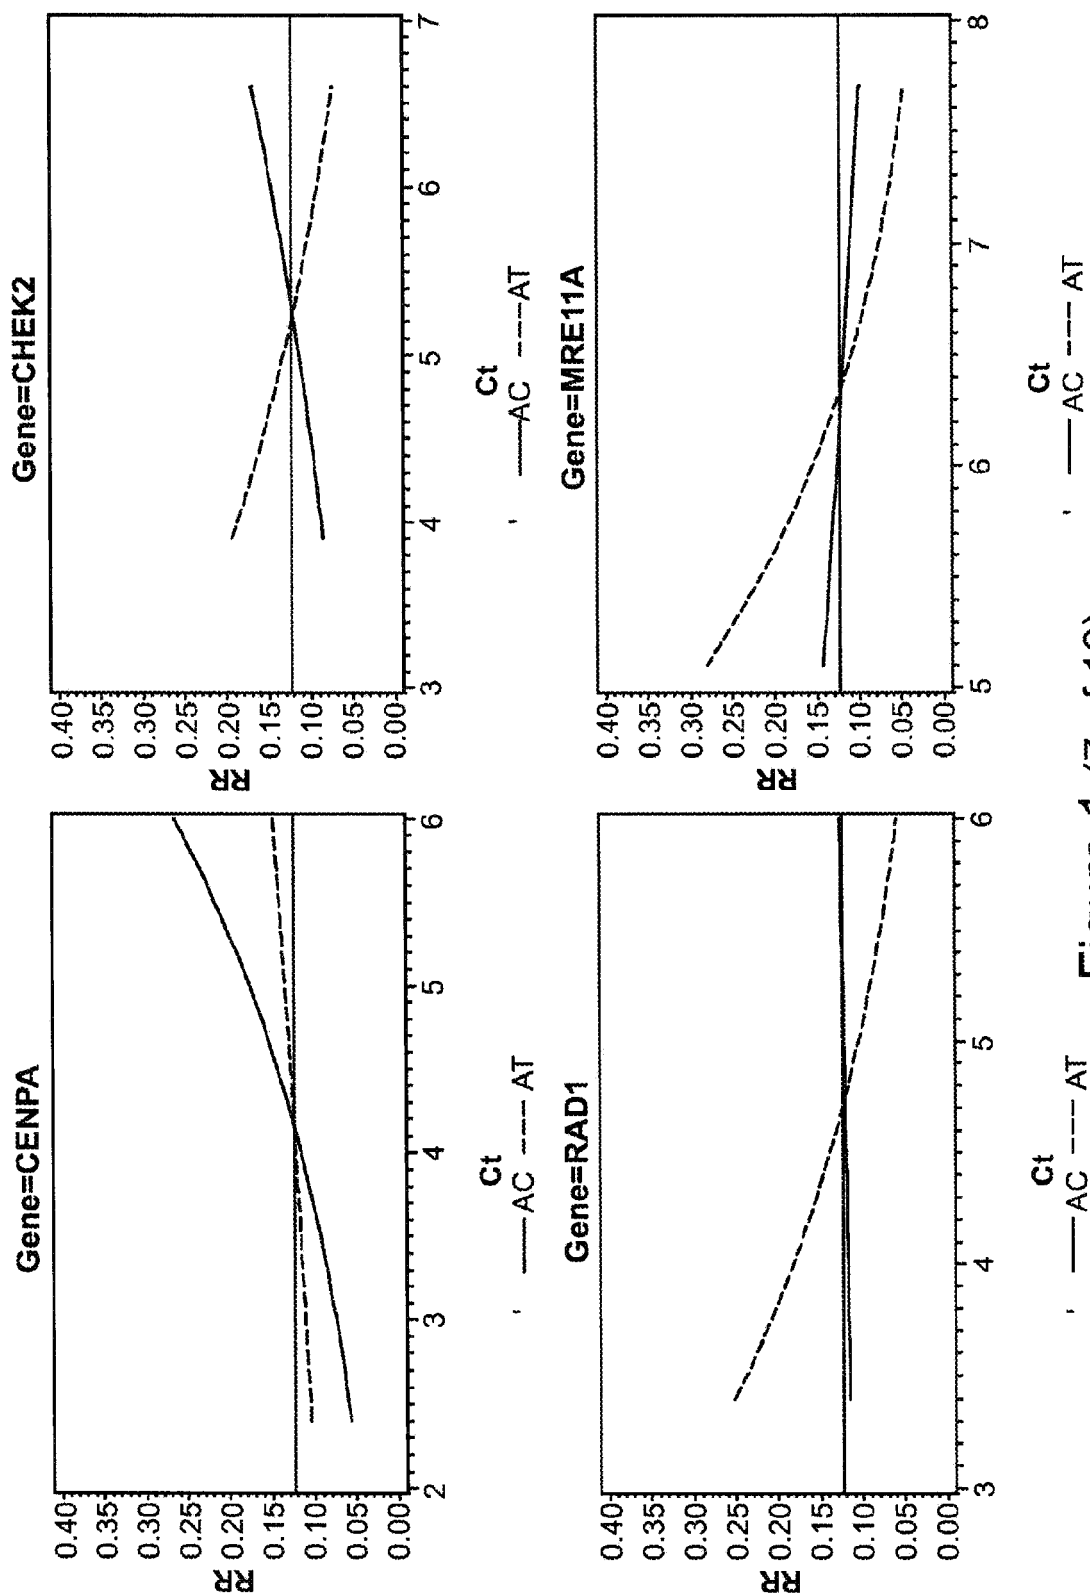 Gene=CENPA
RR
0.40
0.35
0.30
0.25
0.20
0.15
0.10
0.05
0.00
2 3 4 5 6
Ct
AC AT
Gene=CHEK2
RR
0.40
0.35
0.30
0.25
0.20
0.15
0.10
0.05
0.00
3 4 5 6 7
Ct
AC AT
Gene=RAD1
RR
0.40
0.35
0.30
0.25
0.20
0.15
0.10
0.05
0.00
3 4 5 6
Ct
AC AT
Gene=MRE11A
RR
0.40
0.35
0.30
0.25
0.20
0.15
0.10
0.05
0.00
5 6 7 8
Ct
AC AT